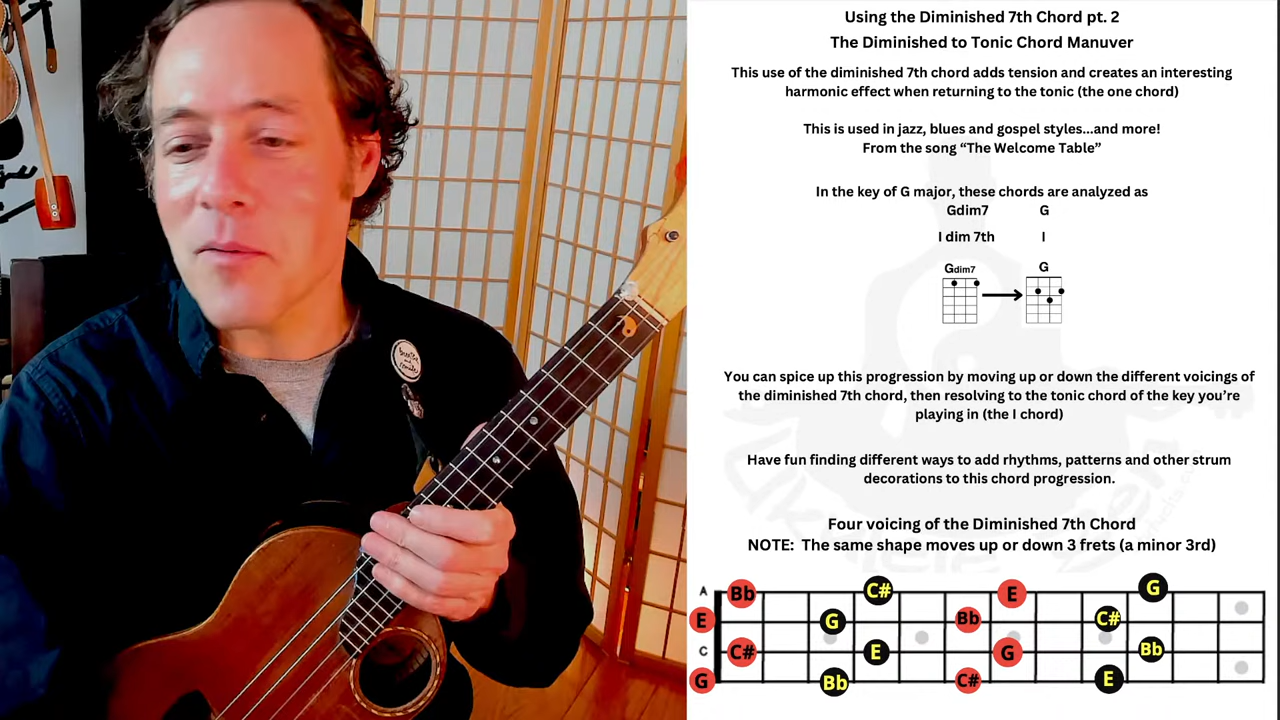 Using the Diminished 7th Chord pt. 2
The Diminished to Tonic Chord Manuver
This use of the diminished 7th chord adds tension and creates an interesting
harmonic effect when returning to the tonic (the one chord)
This is used in jazz, blues and gospel styles...and more!
From the song “The Welcome Table”
In the key of G major, these chords are analyzed as
Gdim7 G
I dim 7th I
Gdim7 G
You can spice up this progression by moving up or down the different voicings of
the diminished 7th chord, then resolving to the tonic chord of the key you’re
playing in (the I chord)
Have fun finding different ways to add rhythms, patterns and other strum
decorations to this chord progression.
Four voicing of the Diminished 7th Chord
NOTE: The same shape moves up or down 3 frets (a minor 3rd)
A Bb C# E G
E G Bb C#
C C# E G Bb
G Bb C# E
breathe and